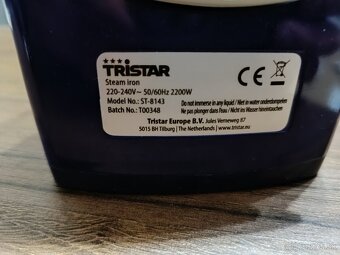 TRISTAR
Steam iron
220-240V~ 50/60Hz 2200W
Model No.: ST-8143
Batch No.: T00348
CE
Do not immerse in any liquid / Niet in water onderdompelen
Ne pas plonger dans l'eau / Nicht ins Wasser hineintauchen
Tristar Europe B.V. Jules Verneweg 87
5015 BH Tilburg | The Netherlands | www.tristar.eu